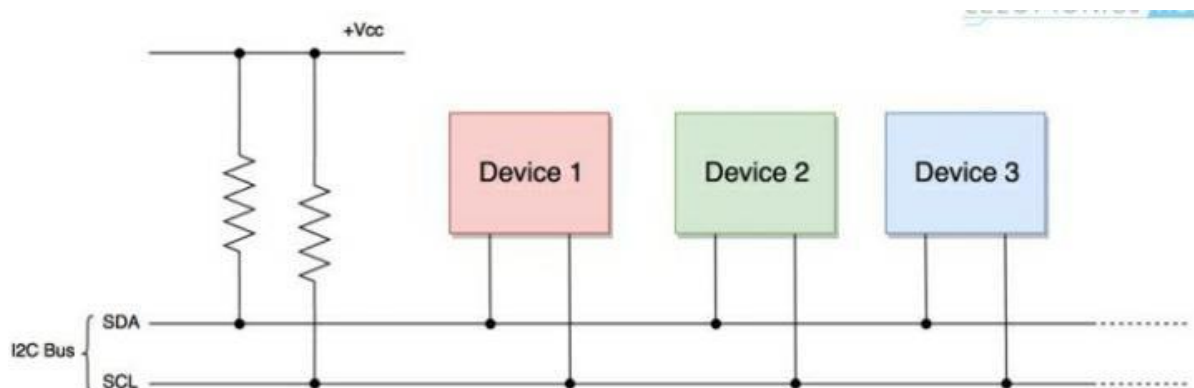 +Vcc
Device 1
Device 2
Device 3
SDA
I2C Bus
SCL